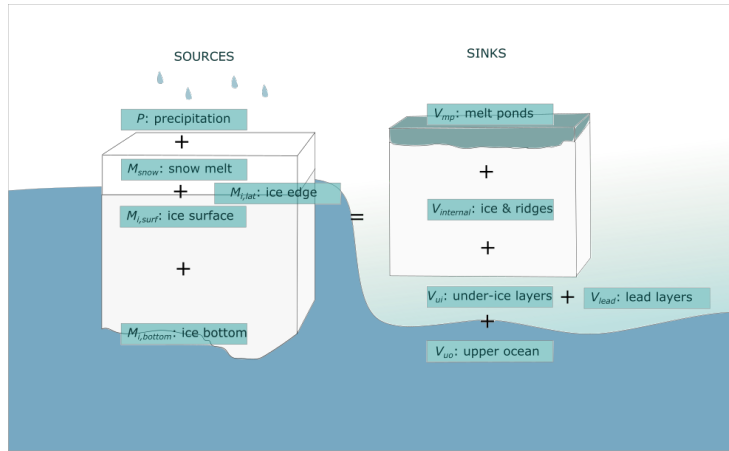 SOURCES
P: precipitation
+
M_snow: snow melt
+
M_i,lat: ice edge
M_i,surf: ice surface
+
M_i,bottom: ice bottom
=
SINKS
V_mp: melt ponds
+
V_internal: ice & ridges
+
V_ui: under-ice layers + V_lead: lead layers
+
V_uo: upper ocean